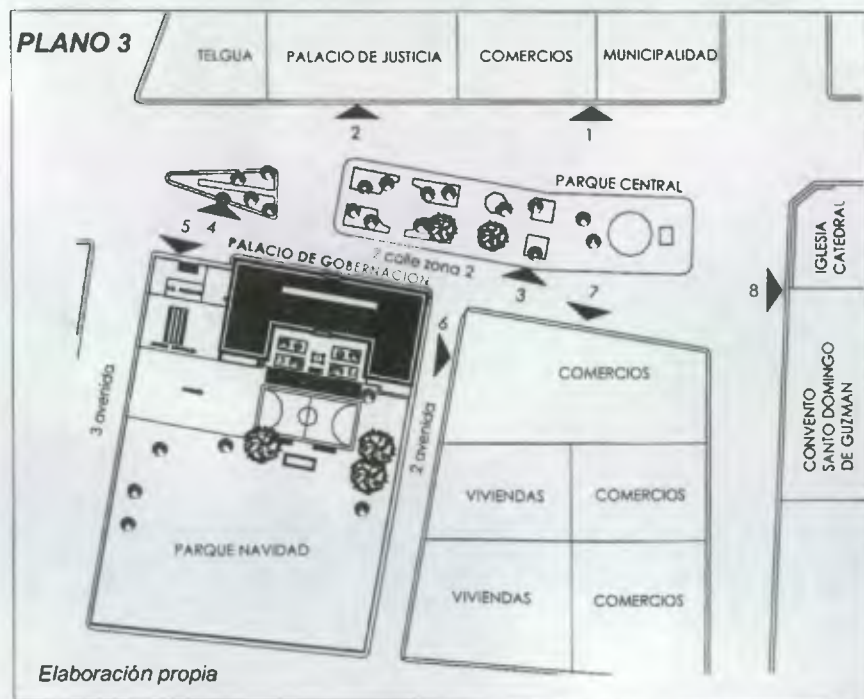 PLANO 3
TELGUA
PALACIO DE JUSTICIA
COMERCIOS
MUNICIPALIDAD
2
1
PARQUE CENTRAL
5
4
PALACIO DE GOBERNACION
calle zona 2
3
7
6
8
IGLESIA
CATEDRAL
3 avenida
2 avenida
COMERCIOS
CONVENTO
SANTO DOMINGO
DE GUZMAN
VIVIENDAS
COMERCIOS
PARQUE NAVIDAD
VIVIENDAS
COMERCIOS
Elaboración propia